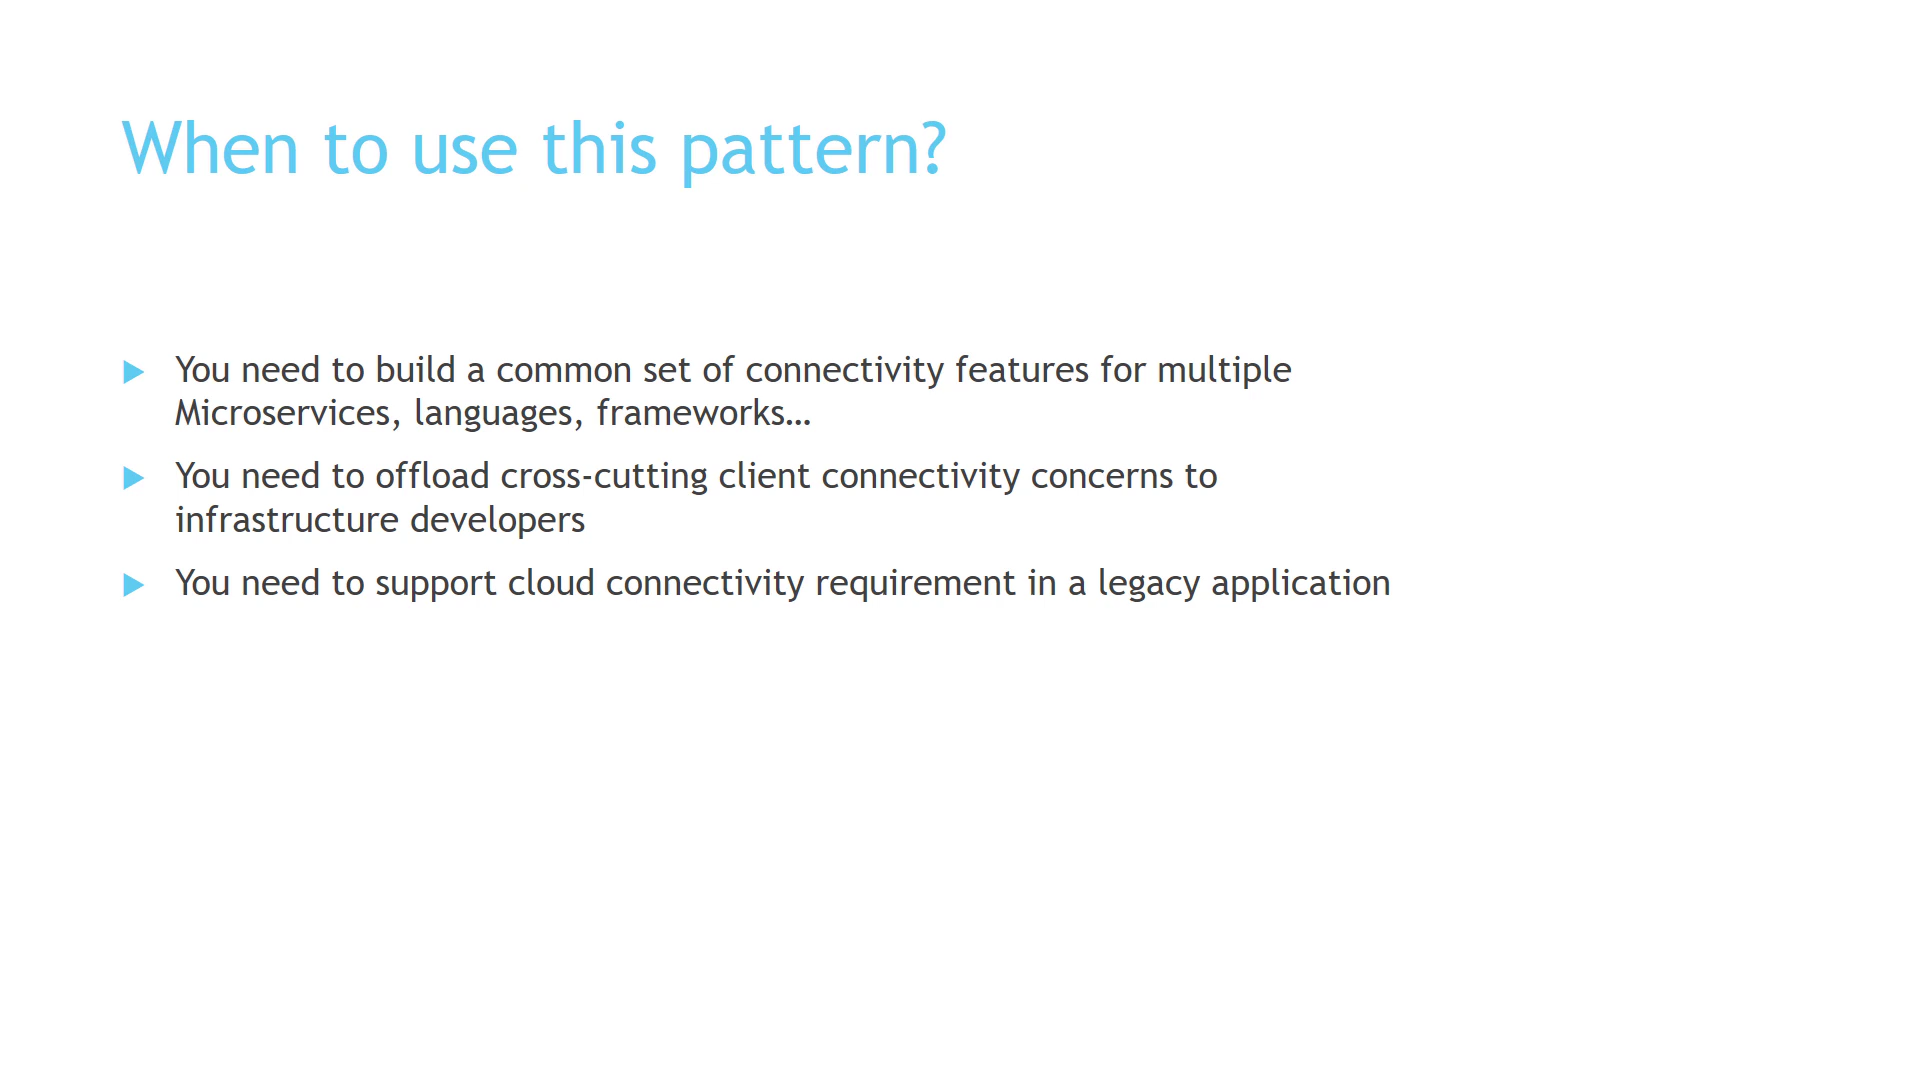 When to use this pattern?
You need to build a common set of connectivity features for multiple
Microservices, languages, frameworks…
You need to offload cross-cutting client connectivity concerns to
infrastructure developers
You need to support cloud connectivity requirement in a legacy application